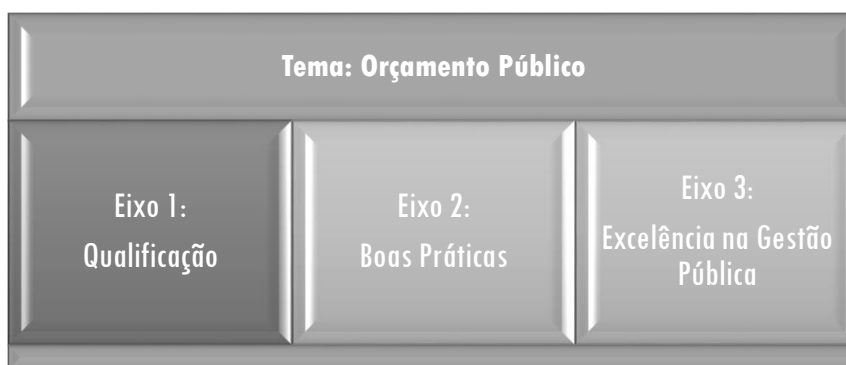 Tema: Orçamento Público
Eixo 1:
Qualificação
Eixo 2:
Boas Práticas
Eixo 3:
Excelência na Gestão
Pública